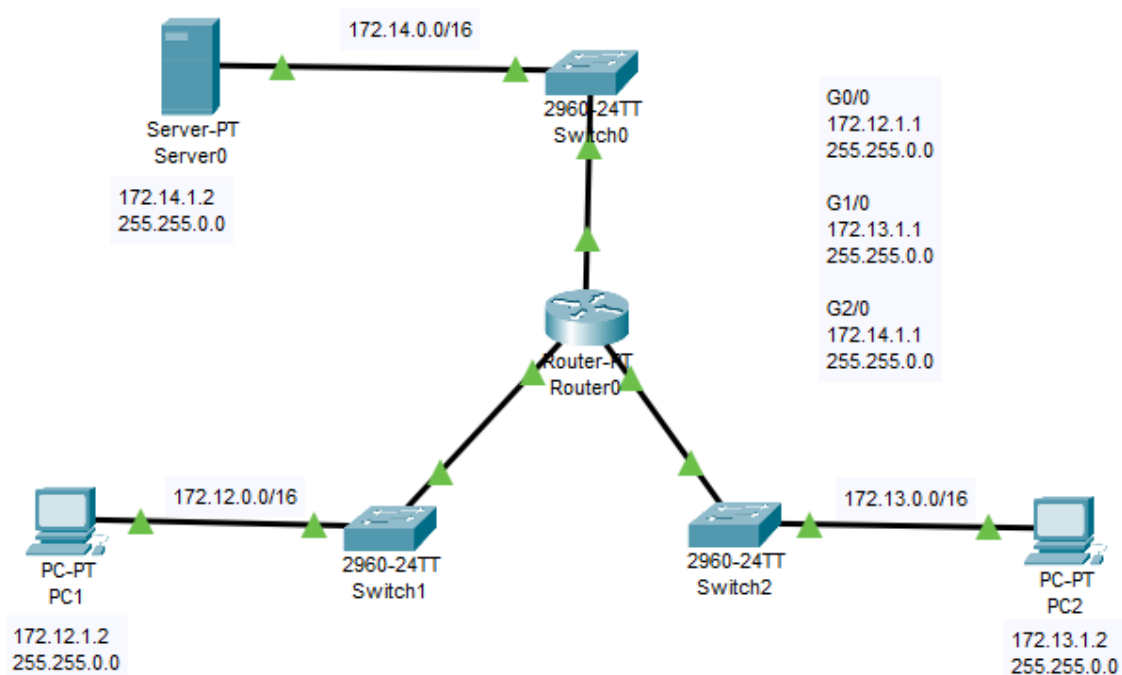 172.14.0.0/16
2960-24TT
Switch0
Server-PT
Server0
172.14.1.2
255.255.0.0
G0/0
172.12.1.1
255.255.0.0
G1/0
172.13.1.1
255.255.0.0
G2/0
172.14.1.1
255.255.0.0
Router-PT
Router0
172.12.0.0/16
2960-24TT
Switch1
PC-PT
PC1
172.12.1.2
255.255.0.0
172.13.0.0/16
2960-24TT
Switch2
PC-PT
PC2
172.13.1.2
255.255.0.0